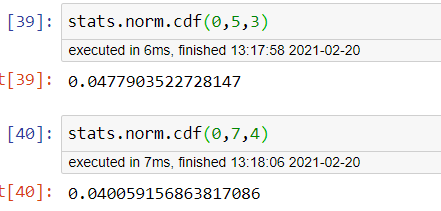 [39]: stats.norm.cdf(0,5,3)
executed in 6ms, finished 13:17:58 2021-02-20
t[39]: 0.0477903522728147
[40]: stats.norm.cdf(0,7,4)
executed in 7ms, finished 13:18:06 2021-02-20
t[40]: 0.040059156863817086